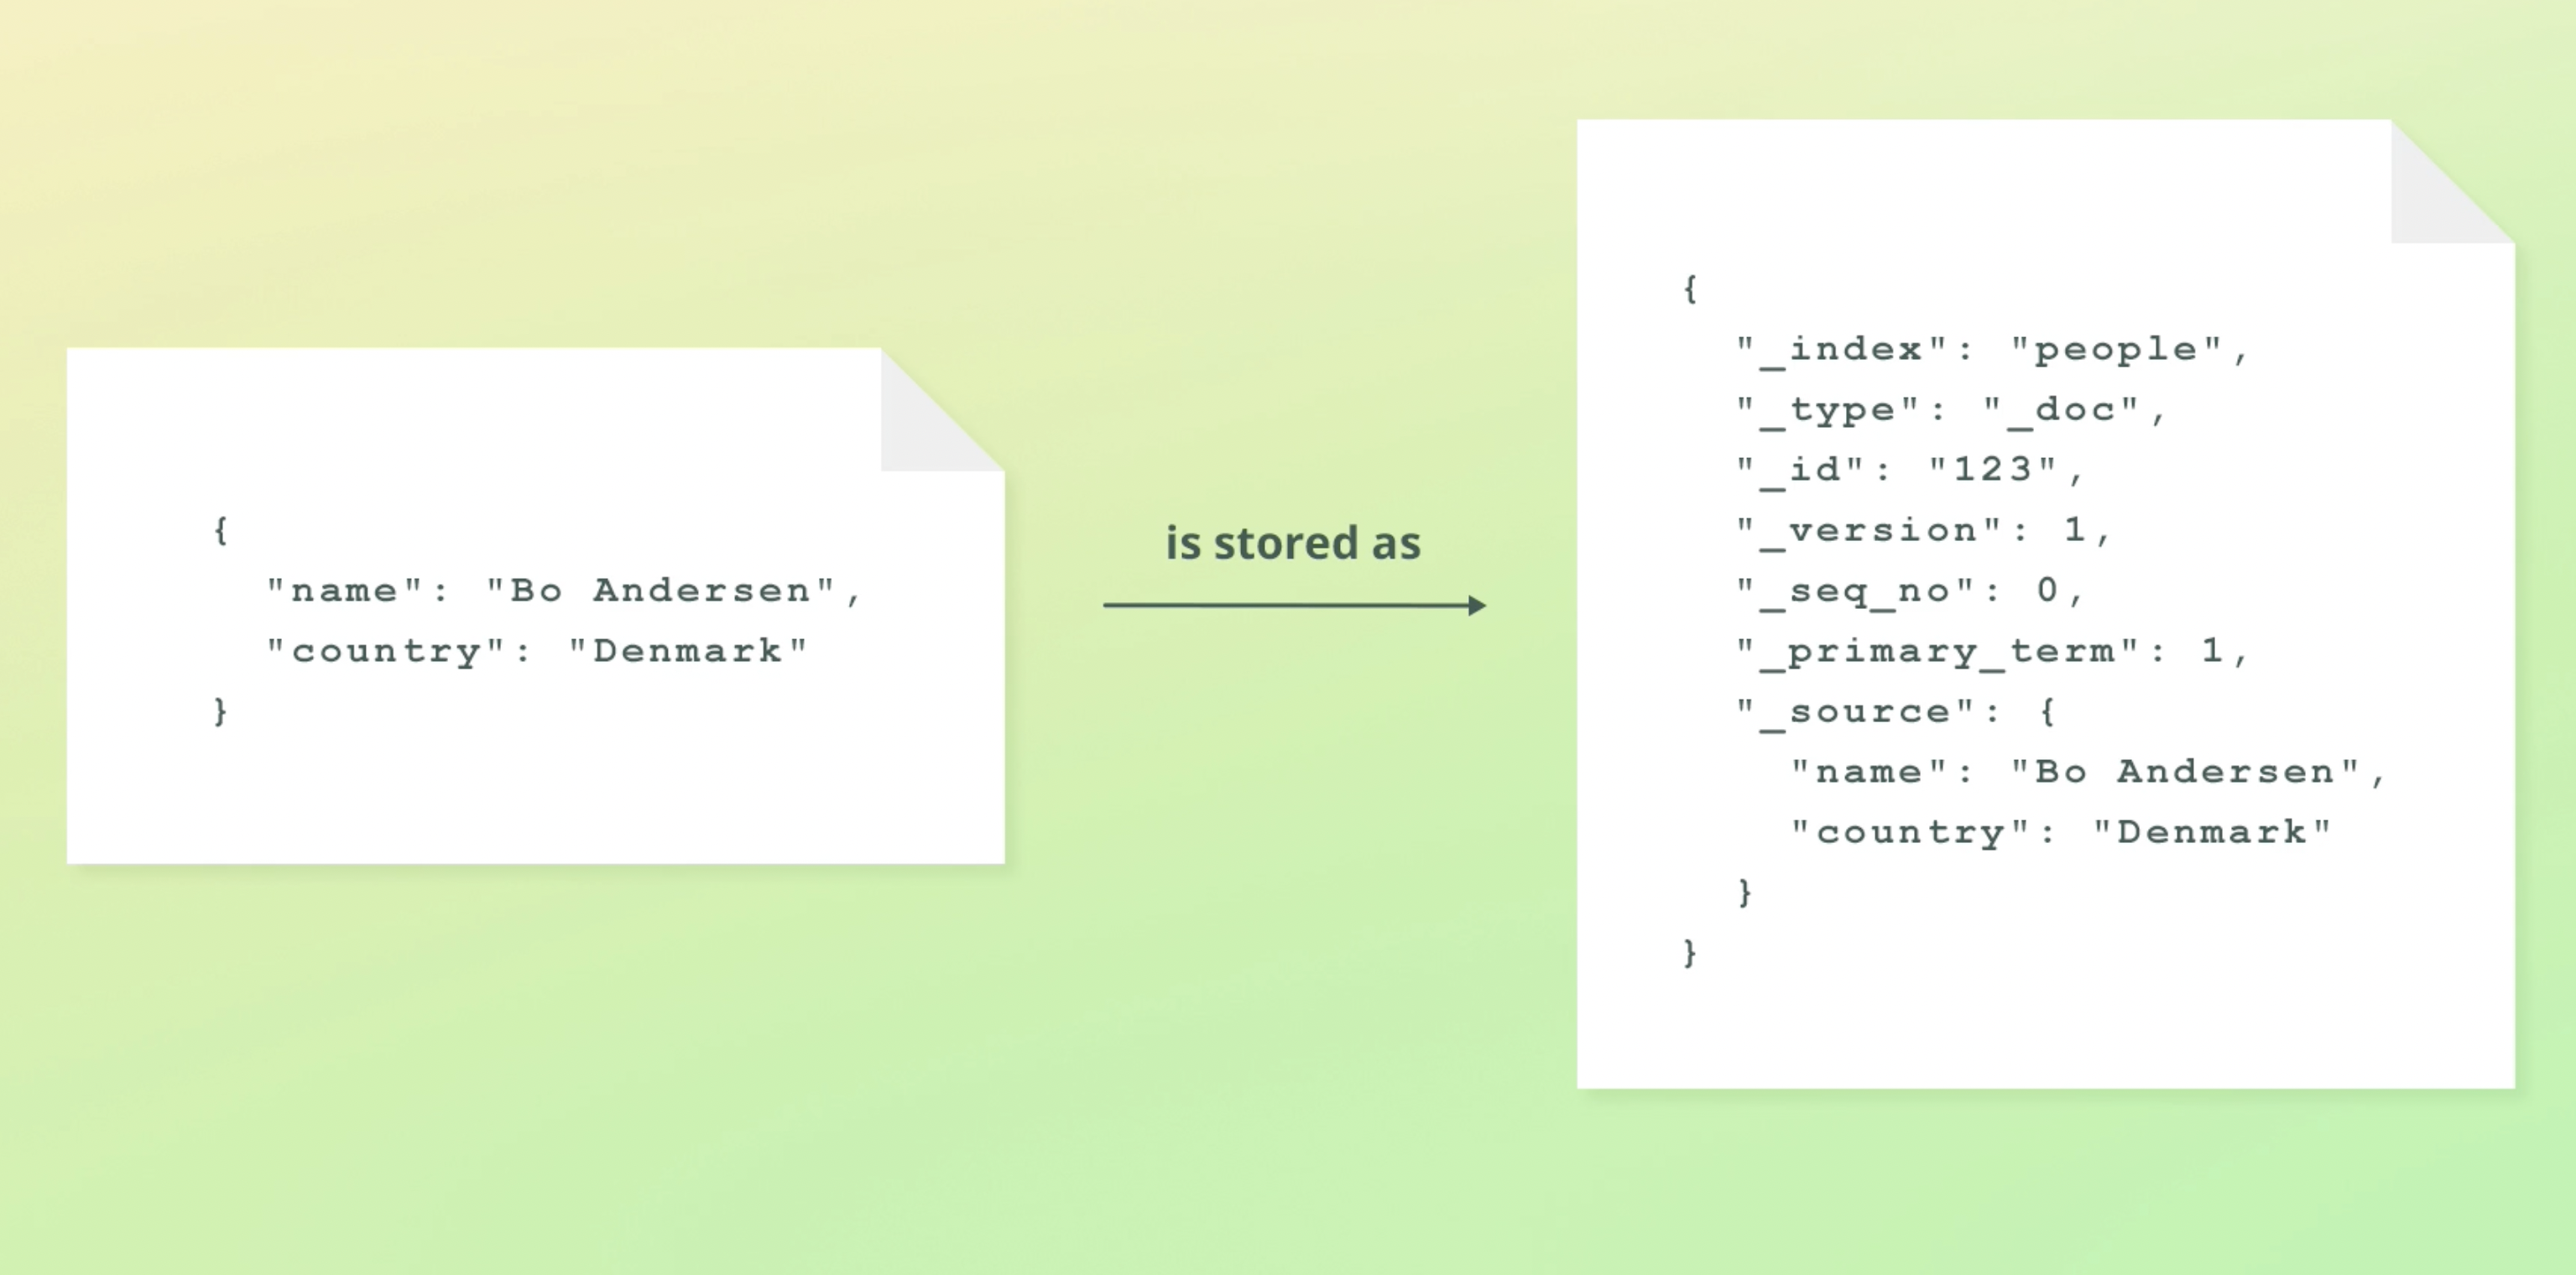 {
"name": "Bo Andersen",
"country": "Denmark"
}
is stored as
{
"_index": "people",
"_type": "_doc",
"_id": "123",
"_version": 1,
"_seq_no": 0,
"_primary_term": 1,
"_source": {
"name": "Bo Andersen",
"country": "Denmark"
}
}